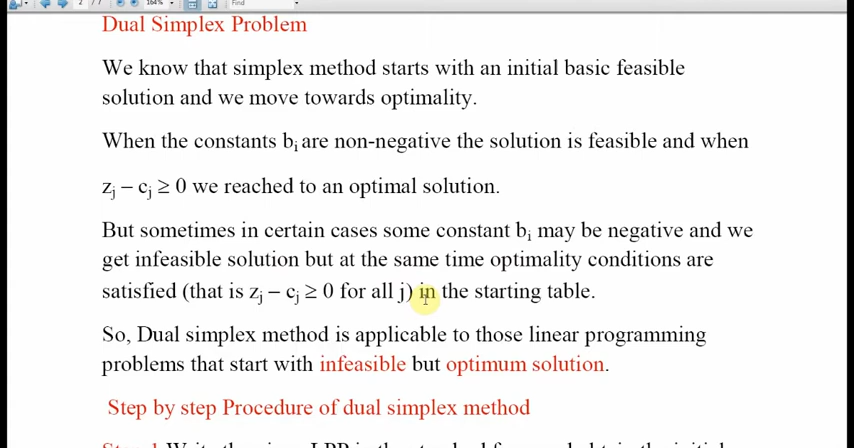 2 / 7 164% Find
Dual Simplex Problem
We know that simplex method starts with an initial basic feasible
solution and we move towards optimality.
When the constants bᵢ are non-negative the solution is feasible and when
zⱼ − cⱼ ≥ 0 we reached to an optimal solution.
But sometimes in certain cases some constant bᵢ may be negative and we
get infeasible solution but at the same time optimality conditions are
satisfied (that is zⱼ − cⱼ ≥ 0 for all j) in the starting table.
So, Dual simplex method is applicable to those linear programming
problems that start with infeasible but optimum solution.
Step by step Procedure of dual simplex method